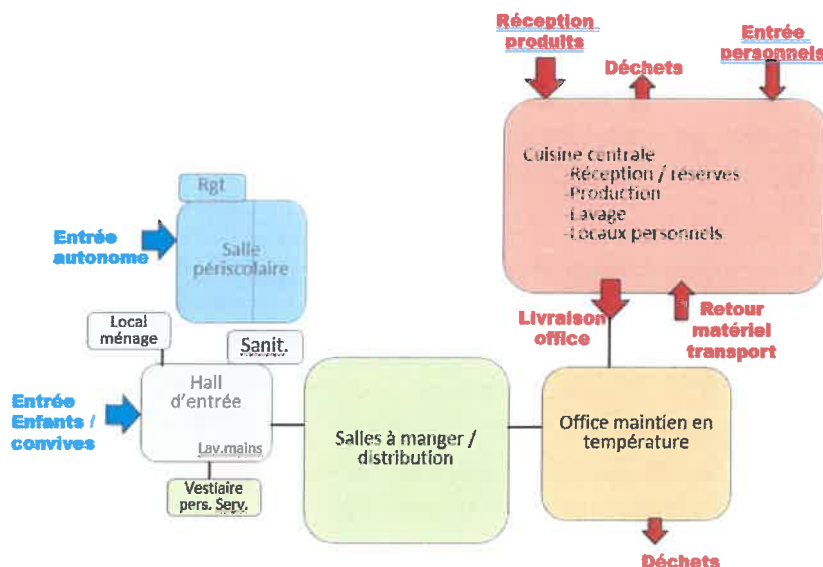 Réception
produits
Entrée
personnels
Déchets
Cuisine centrale
-Réception / réserves
-Production
-Lavage
-Locaux personnels
Rgt
Entrée
autonome
Salle
périscolaire
Livraison
office
Retour
matériel
transport
Local
ménage
Sanit.
Hall
d'entrée
Entrée
Enfants /
convives
Lav.mains
Salles à manger /
distribution
Office maintien en
température
Vestiaire
pers. Serv.
Déchets